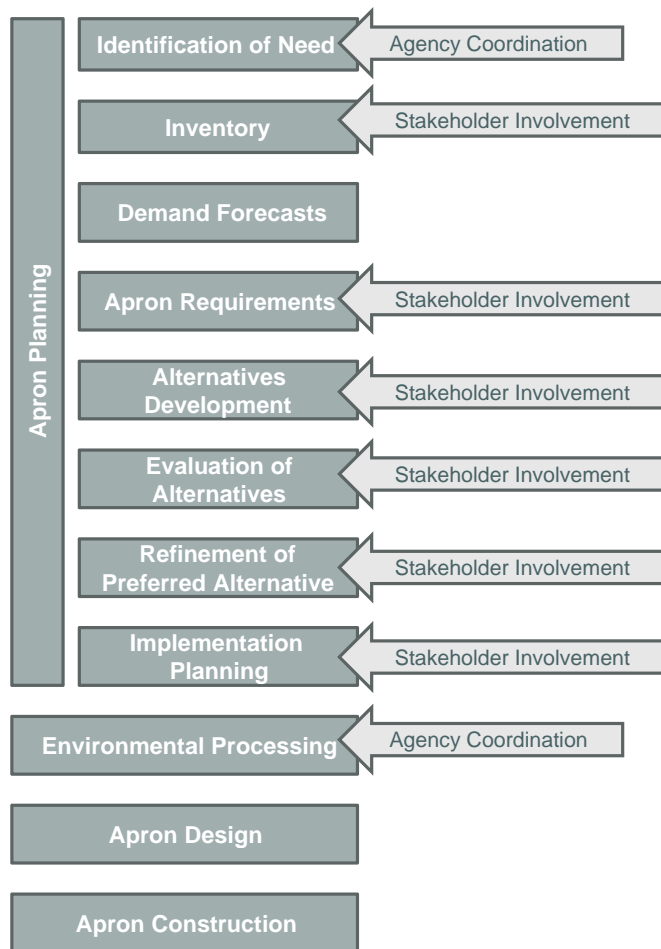 Apron Planning
Identification of Need
Agency Coordination
Inventory
Stakeholder Involvement
Demand Forecasts
Apron Requirements
Stakeholder Involvement
Alternatives
Development
Stakeholder Involvement
Evaluation of
Alternatives
Stakeholder Involvement
Refinement of
Preferred Alternative
Stakeholder Involvement
Implementation
Planning
Stakeholder Involvement
Environmental Processing
Agency Coordination
Apron Design
Apron Construction